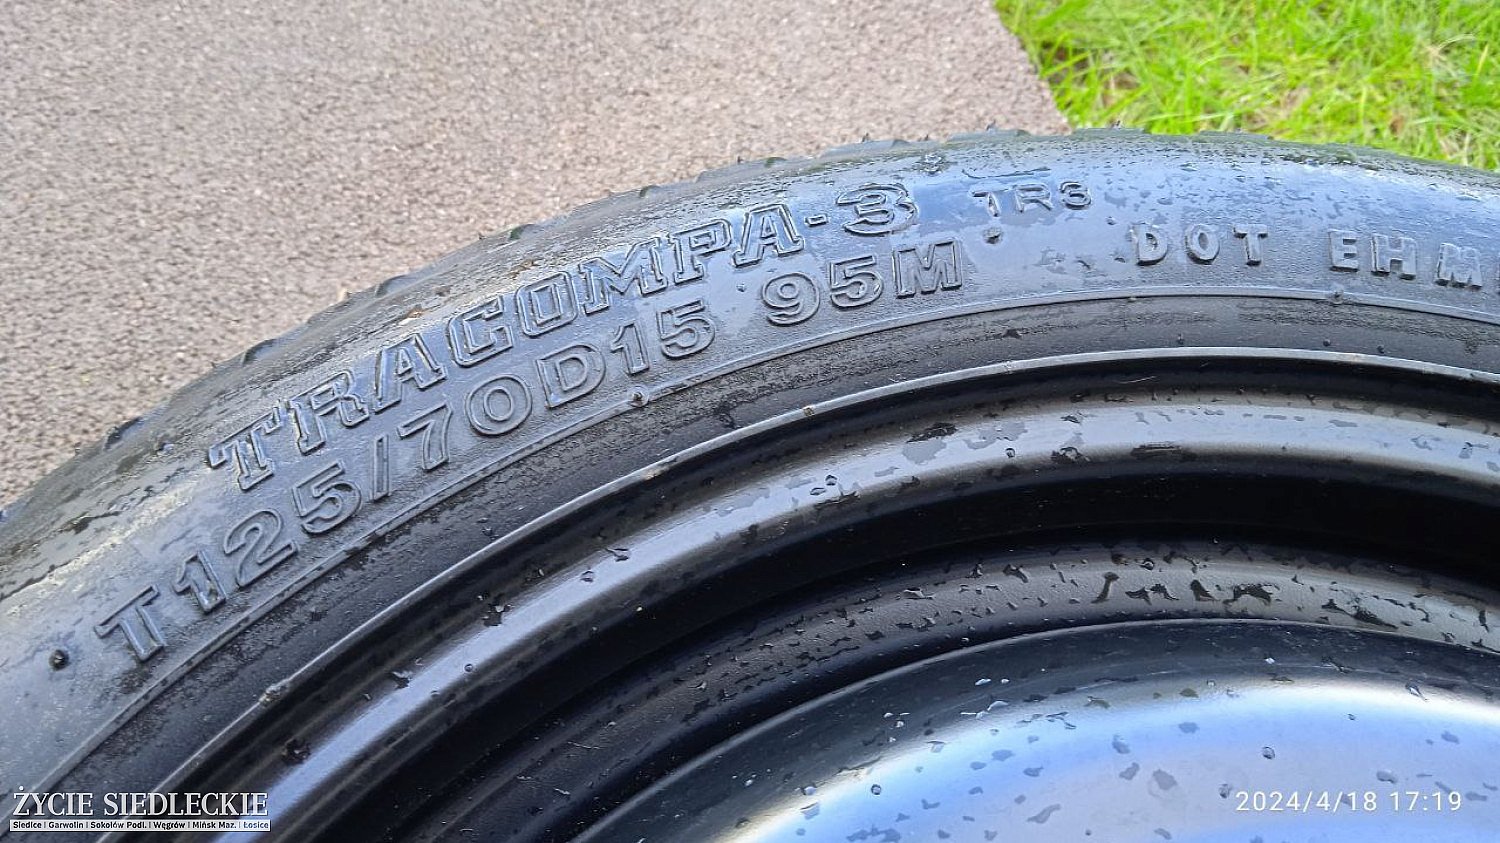 TRACOMPA-3 TR3
T125/70D15 95M
DOT EHM
ŻYCIE SIEDLECKIE
Siedlce | Garwolin | Sokołów Podl. | Węgrów | Mińsk Maz. | Łosice
2024/4/18 17:19